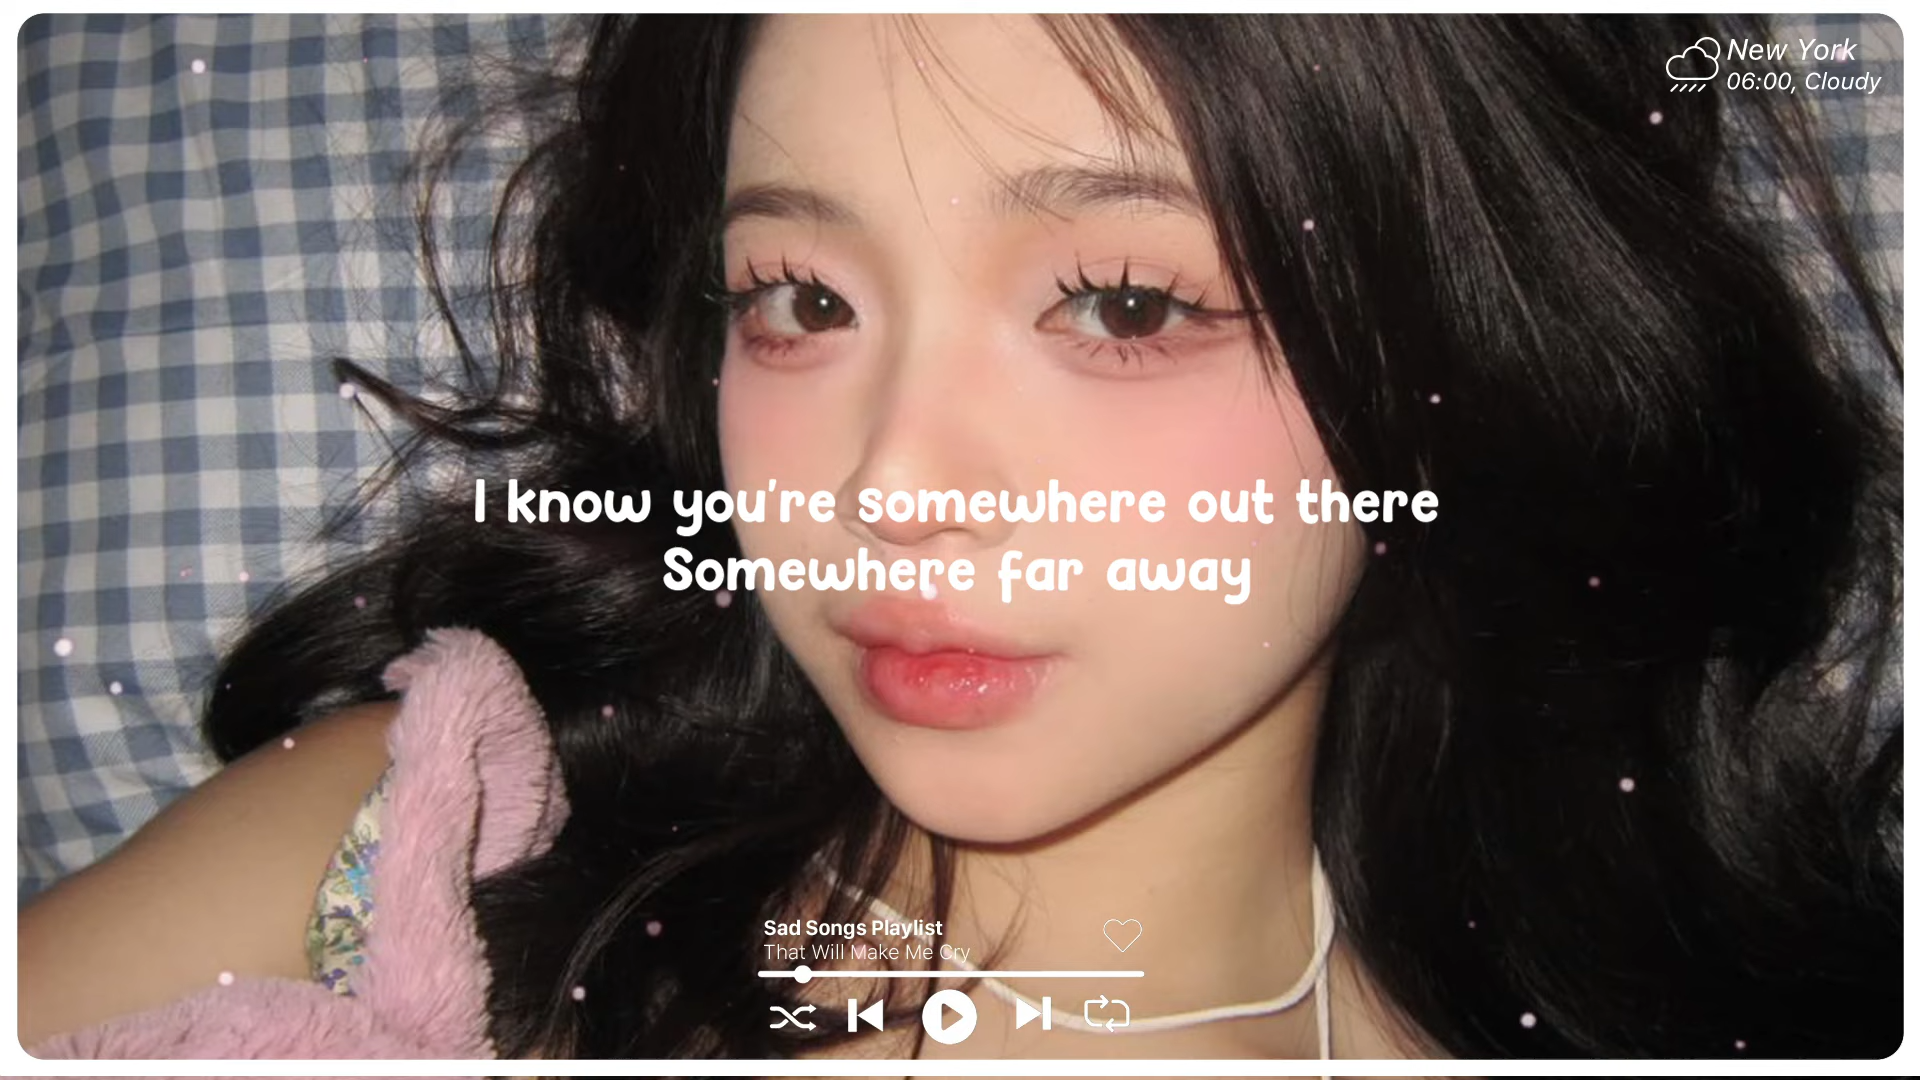 New York
06:00, Cloudy
I know you're somewhere out there
Somewhere far away
Sad Songs Playlist
That Will Make Me Cry